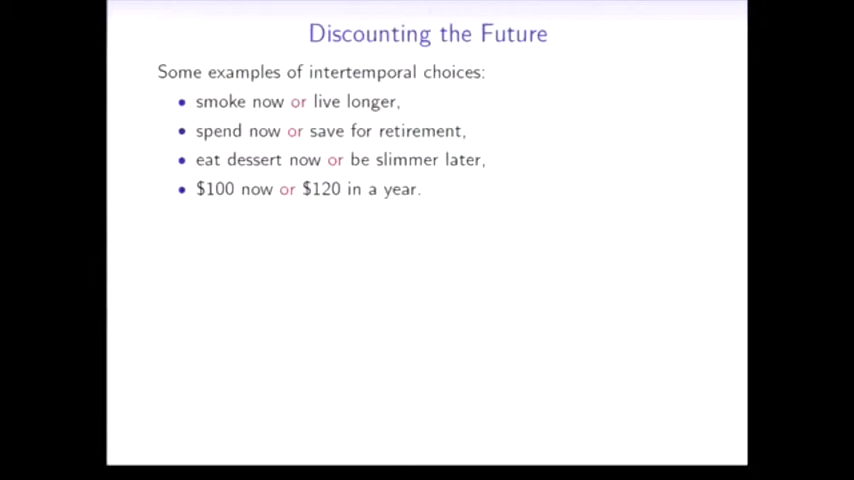 Discounting the Future
Some examples of intertemporal choices:
• smoke now or live longer,
• spend now or save for retirement,
• eat dessert now or be slimmer later,
• $100 now or $120 in a year.